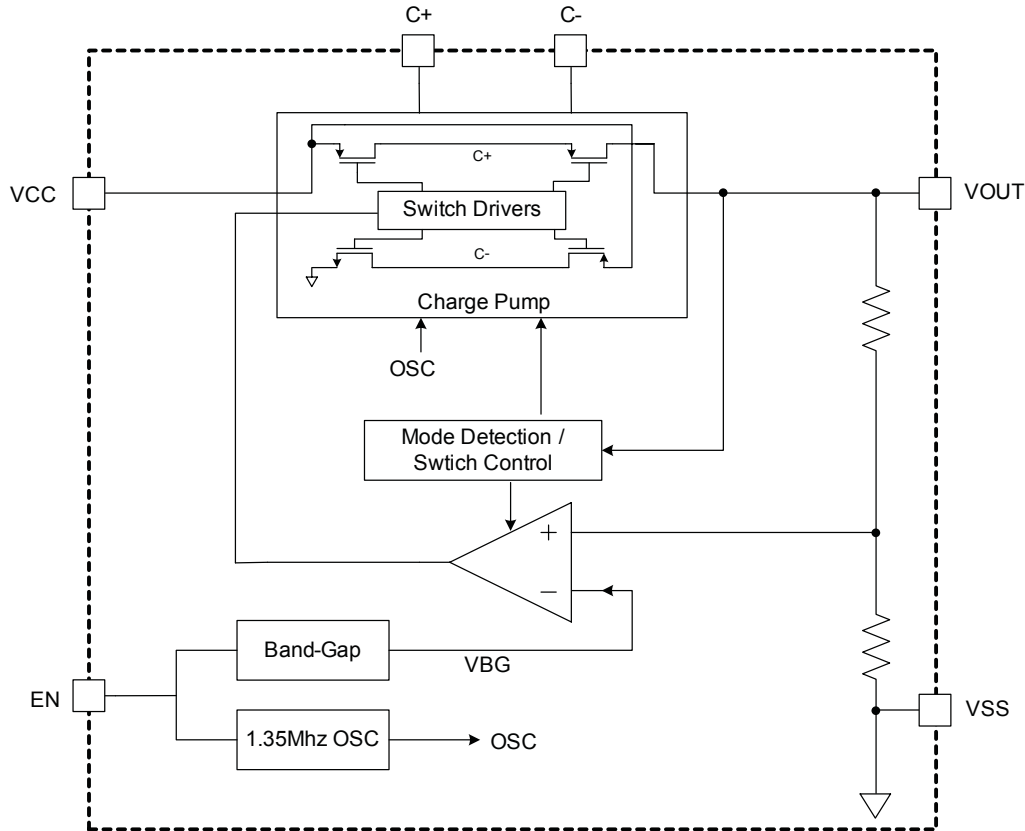 C+
C-
C+
VCC
VOUT
Switch Drivers
C-
Charge Pump
OSC
Mode Detection /
Swtich Control
+
−
Band-Gap
VBG
EN
VSS
1.35Mhz OSC
OSC